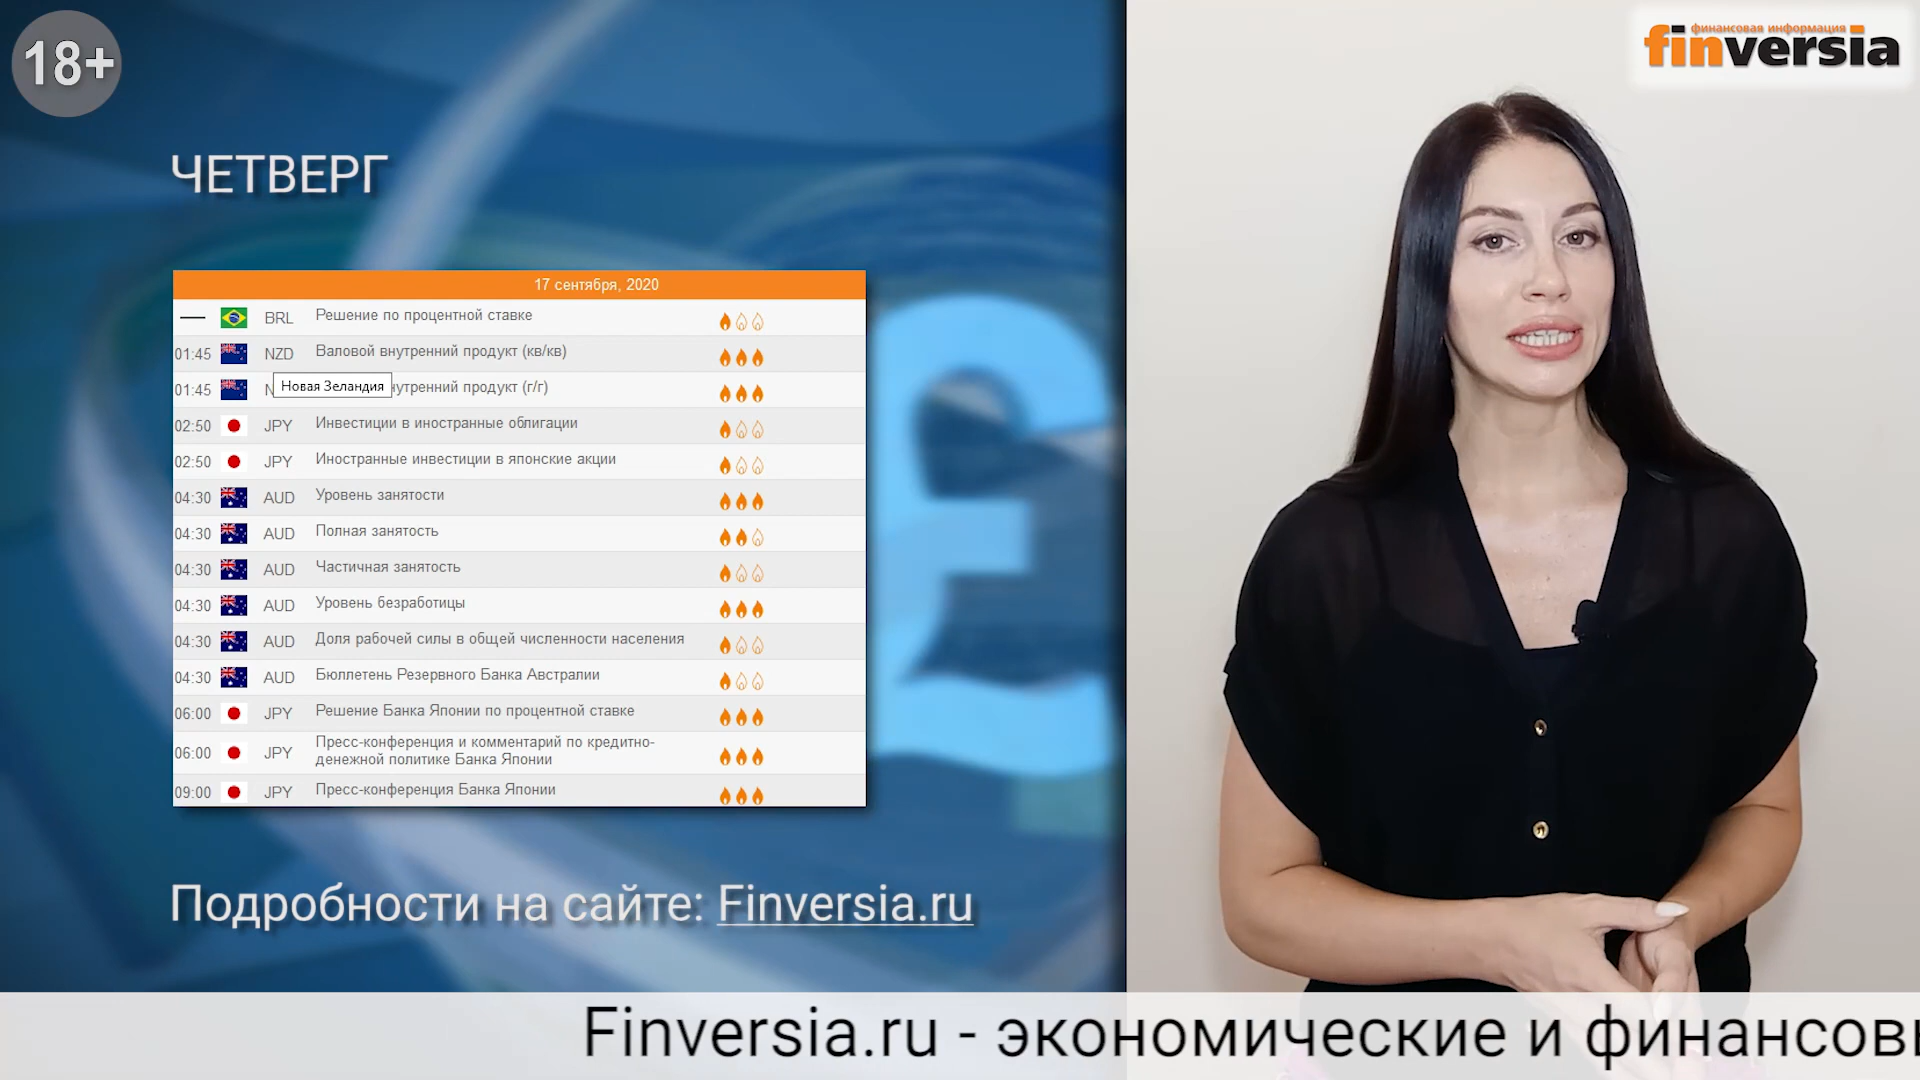 18+
финансовая информация
finversia
ЧЕТВЕРГ
17 сентября, 2020
BRL Решение по процентной ставке
01:45 NZD Валовой внутренний продукт (кв/кв)
01:45 N внутренний продукт (г/г)
Новая Зеландия
02:50 JPY Инвестиции в иностранные облигации
02:50 JPY Иностранные инвестиции в японские акции
04:30 AUD Уровень занятости
04:30 AUD Полная занятость
04:30 AUD Частичная занятость
04:30 AUD Уровень безработицы
04:30 AUD Доля рабочей силы в общей численности населения
04:30 AUD Бюллетень Резервного Банка Австралии
06:00 JPY Решение Банка Японии по процентной ставке
06:00 JPY Пресс-конференция и комментарий по кредитно-
денежной политике Банка Японии
09:00 JPY Пресс-конференция Банка Японии
£
Подробности на сайте: Finversia.ru
Finversia.ru - экономические и финансовы